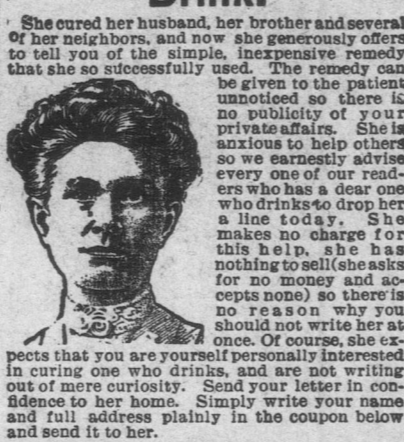 Drink.
She cured her husband, her brother and several
of her neighbors, and now she generously offers
to tell you of the simple, inexpensive remedy
that she so successfully used. The remedy can
be given to the patient
unnoticed so there is
no publicity of your
private affairs. She is
anxious to help others
so we earnestly advise
every one of our read-
ers who has a dear one
who drinks to drop her
a line today. She
makes no charge for
this help, she has
nothing to sell (she asks
for no money and ac-
cepts none) so there is
no reason why you
should not write her at
once. Of course, she ex-
pects that you are yourself personally interested
in curing one who drinks, and are not writing
out of mere curiosity. Send your letter in con-
fidence to her home. Simply write your name
and full address plainly in the coupon below
and send it to her.